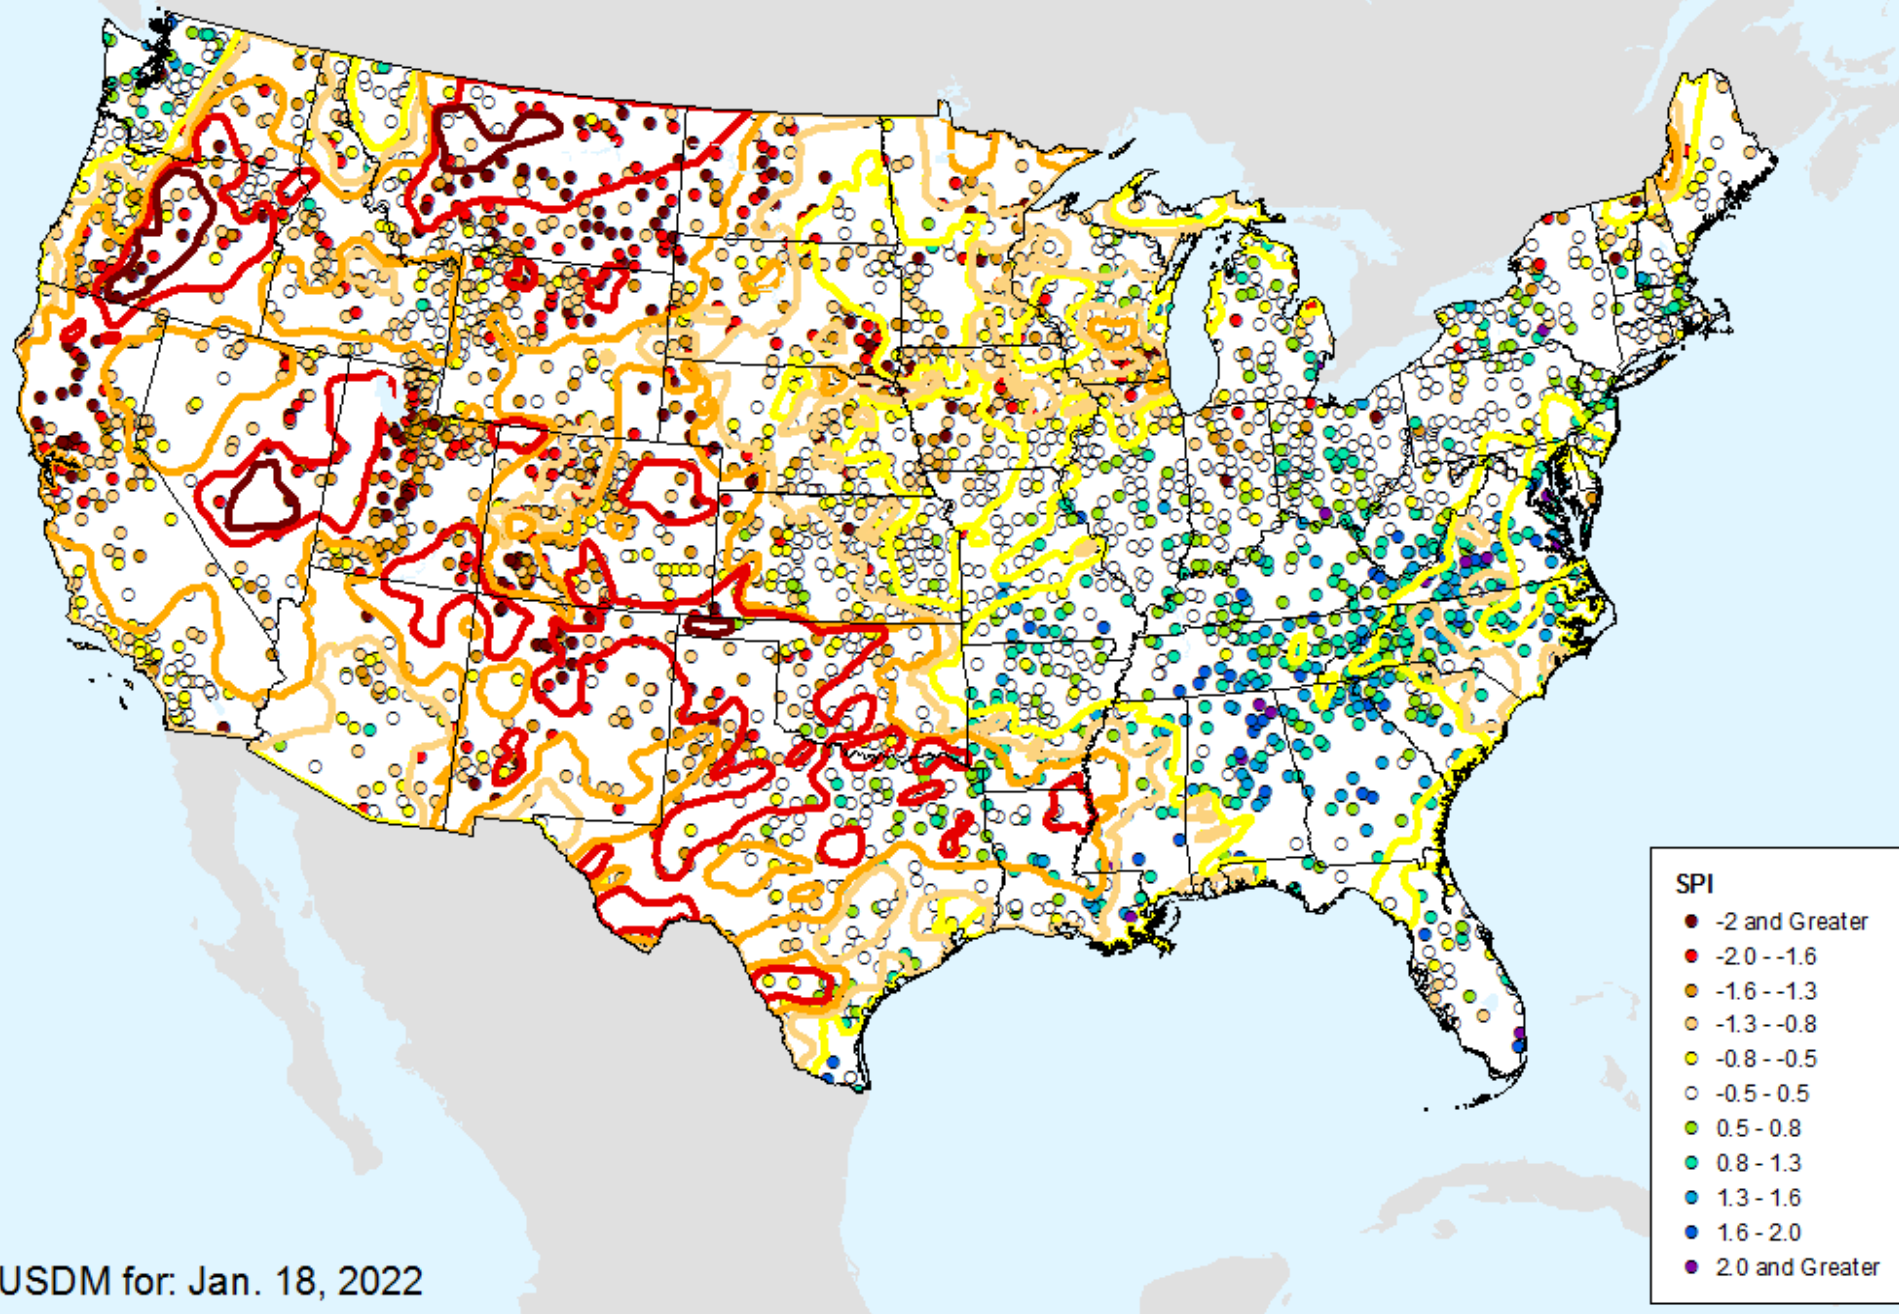 SPI
-2 and Greater
-2.0 - -1.6
-1.6 - -1.3
-1.3 - -0.8
-0.8 - -0.5
-0.5 - 0.5
0.5 - 0.8
0.8 - 1.3
1.3 - 1.6
1.6 - 2.0
2.0 and Greater
USDM for: Jan. 18, 2022